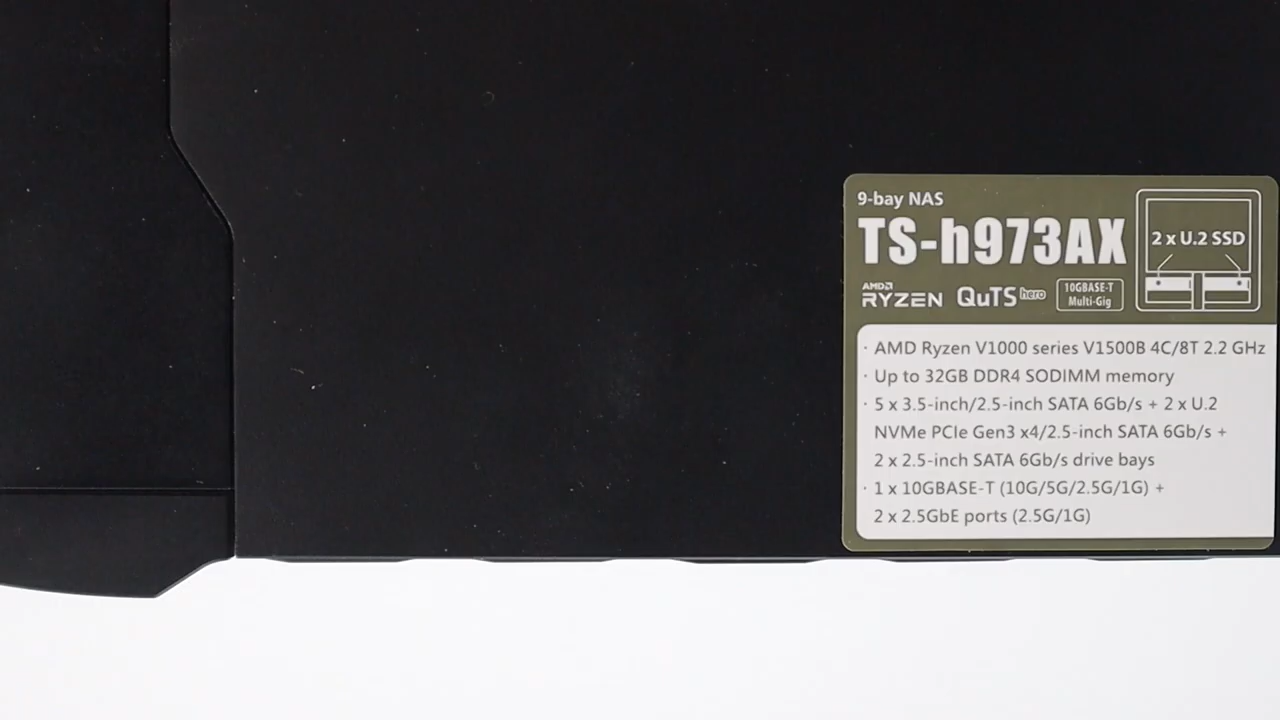 9-bay NAS
TS-h973AX
2 x U.2 SSD
AMD
RYZEN
QuTS hero
10GBASE-T
Multi-Gig
· AMD Ryzen V1000 series V1500B 4C/8T 2.2 GHz
· Up to 32GB DDR4 SODIMM memory
· 5 x 3.5-inch/2.5-inch SATA 6Gb/s + 2 x U.2
NVMe PCIe Gen3 x4/2.5-inch SATA 6Gb/s +
2 x 2.5-inch SATA 6Gb/s drive bays
· 1 x 10GBASE-T (10G/5G/2.5G/1G) +
2 x 2.5GbE ports (2.5G/1G)